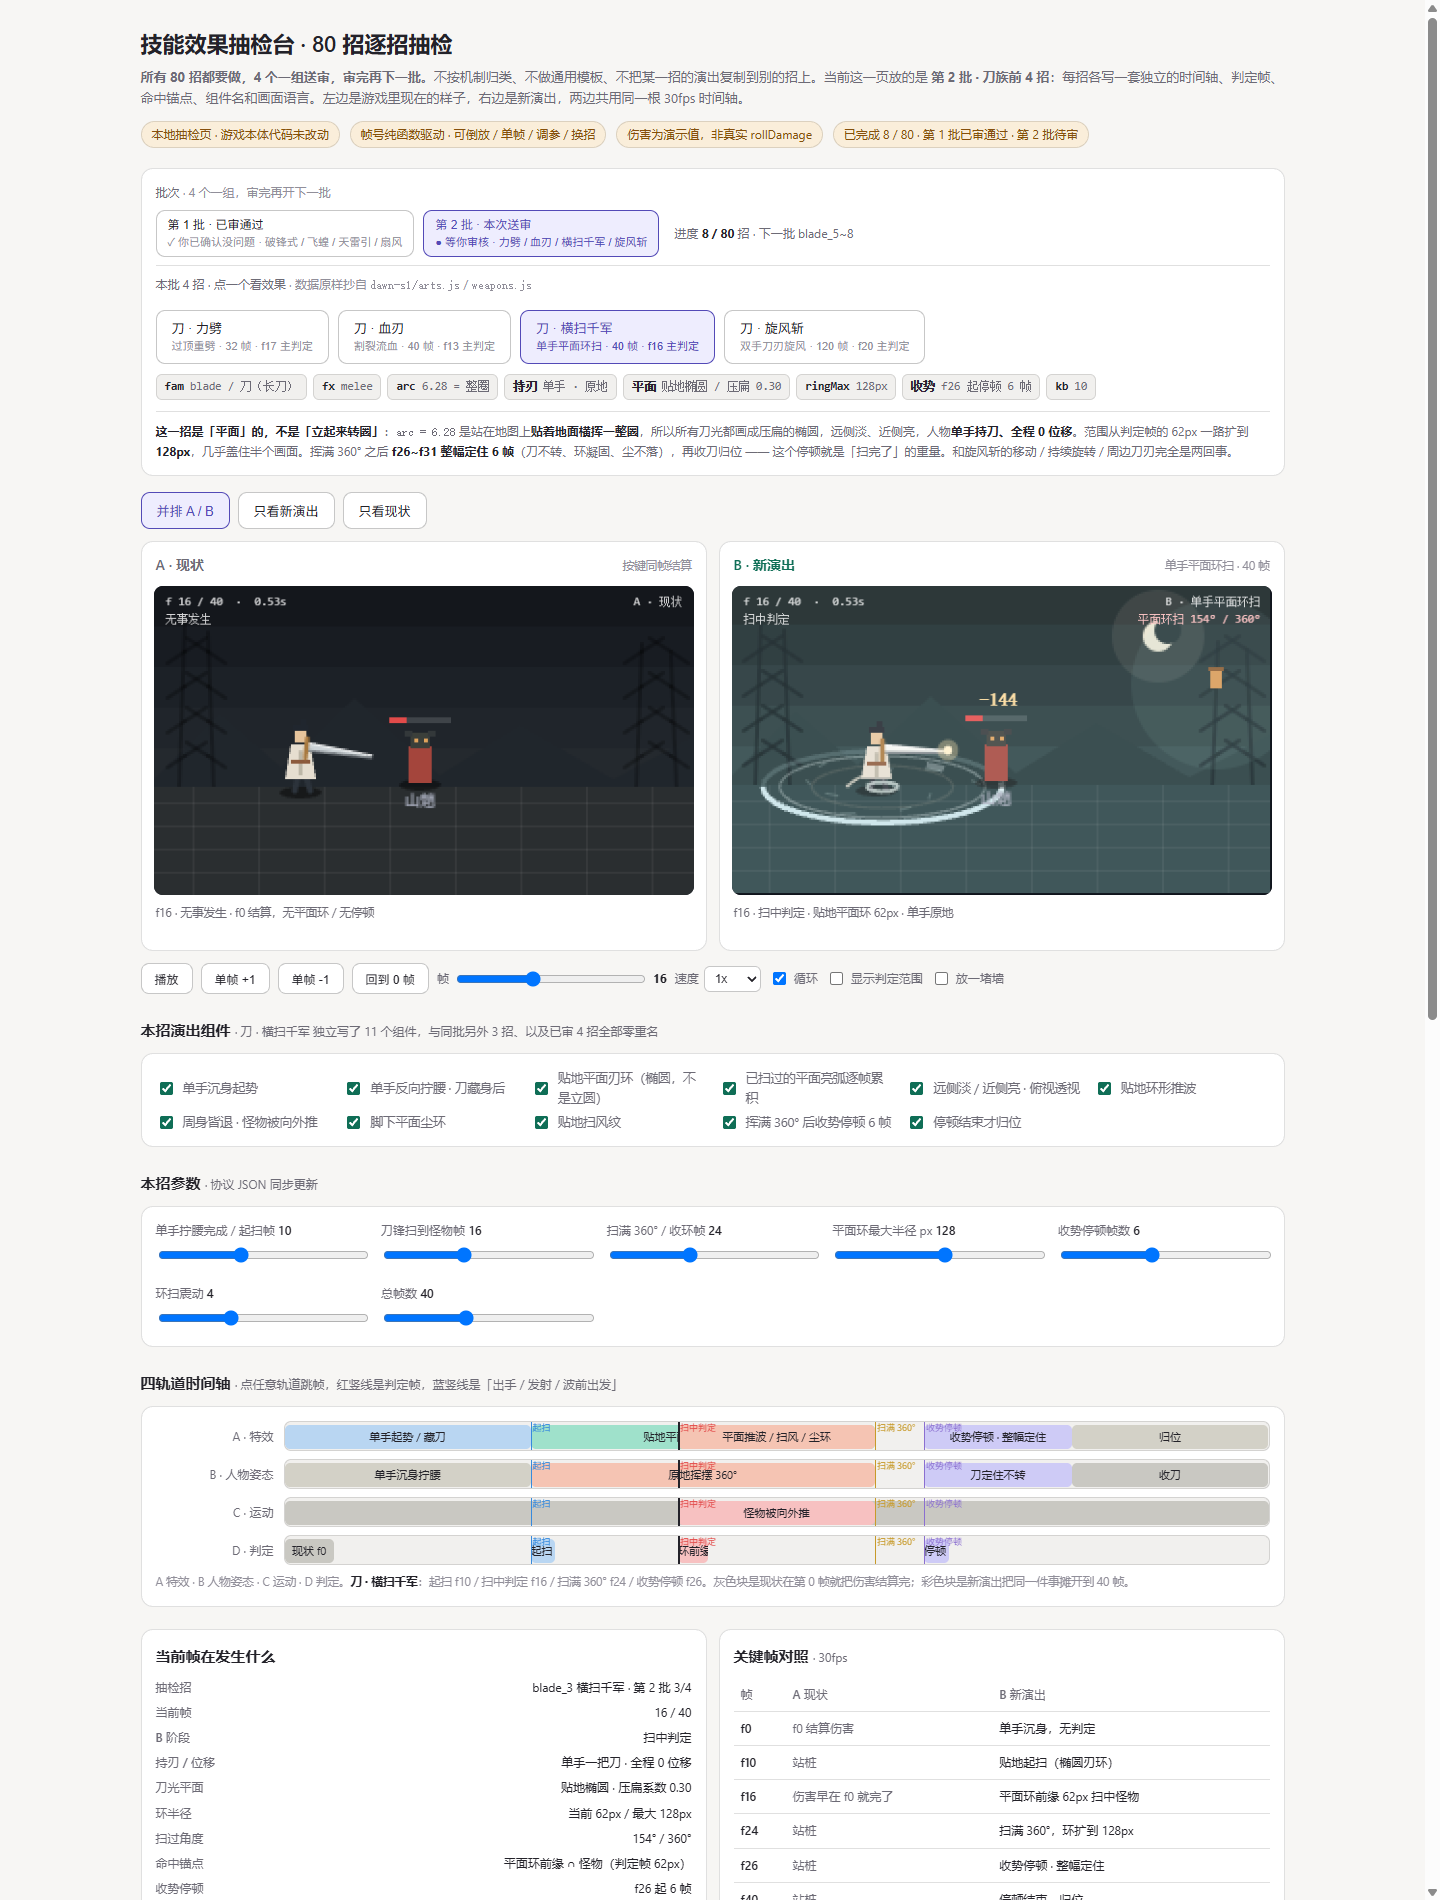 技能效果抽检台 · 80 招逐招抽检
所有 80 招都要做，4 个一组送审，审完再下一批。不按机制归类、不做通用模板、不把某一招的演出复制到别的招上。当前这一页放的是 第 2 批 · 刀族前 4 招：每招各写一套独立的时间轴、判定帧、
命中锚点、组件名和画面语言。左边是游戏里现在的样子，右边是新演出，两边共用同一根 30fps 时间轴。
本地抽检页 · 游戏本体代码未改动
帧号纯函数驱动 · 可倒放 / 单帧 / 调参 / 换招
伤害为演示值，非真实 rollDamage
已完成 8 / 80 · 第 1 批已审通过 · 第 2 批待审
批次 · 4 个一组，审完再开下一批
第 1 批 · 已审通过
✓ 你已确认没问题 · 破锋式 / 飞蝗 / 天雷引 / 扇风
第 2 批 · 本次送审
● 等你审核 · 力劈 / 血刃 / 横扫千军 / 旋风斩
进度 8 / 80 招 · 下一批 blade_5~8
本批 4 招 · 点一个看效果 · 数据原样抄自 dawn-sl/arts.js / weapons.js
刀 · 力劈
过顶重劈 · 32 帧 · f17 主判定
刀 · 血刃
割裂流血 · 40 帧 · f13 主判定
刀 · 横扫千军
单手平面环扫 · 40 帧 · f16 主判定
刀 · 旋风斩
双手刀刃旋风 · 120 帧 · f20 主判定
fam blade / 刀（长刀）
fx melee
arc 6.28 = 整圈
持刃 单手 · 原地
平面 贴地椭圆 / 压扁 0.30
ringMax 128px
收势 f26 起停顿 6 帧
kb 10
这一招是「平面」的，不是「立起来转圈」：arc = 6.28 是站在地图上贴着地面横挥一整圈，所以所有刀光都画成压扁的椭圆，远侧淡、近侧亮，人物单手持刀、全程 0 位移。范围从判定帧的 62px 一路扩到
128px，几乎盖住半个画面。挥满 360° 之后 f26~f31 整幅定住 6 帧（刀不转、环凝固、尘不落），再收刀归位 —— 这个停顿就是「扫完了」的重量。和旋风斩的移动 / 持续旋转 / 周边刀刃完全是两回事。
并排 A / B
只看新演出
只看现状
A · 现状
按键同帧结算
f 16 / 40 · 0.53s
A · 现状
无事发生
f16 · 无事发生 · f0 结算，无平面环 / 无停顿
B · 新演出
单手平面环扫 · 40 帧
f 16 / 40 · 0.53s
B · 单手平面环扫
扫中判定
平面环扫 154° / 360°
−144
f16 · 扫中判定 · 贴地平面环 62px · 单手原地
播放
单帧 +1
单帧 -1
回到 0 帧
帧
16
速度
1x
循环
显示判定范围
放一堵墙
本招演出组件 · 刀 · 横扫千军 独立写了 11 个组件，与同批另外 3 招、以及已审 4 招全部零重名
单手沉身起势
单手反向拧腰 · 刀藏身后
贴地平面刃环（椭圆，不
是立圆）
已扫过的平面亮弧逐帧累
积
远侧淡 / 近侧亮 · 俯视透视
贴地环形推波
周身皆退 · 怪物被向外推
脚下平面尘环
贴地扫风纹
挥满 360° 后收势停顿 6 帧
停顿结束才归位
本招参数 · 协议 JSON 同步更新
单手拧腰完成 / 起扫帧 10
刀锋扫到怪物帧 16
扫满 360° / 收环帧 24
平面环最大半径 px 128
收势停顿帧数 6
环扫震动 4
总帧数 40
四轨道时间轴 · 点任意轨道跳帧，红竖线是判定帧，蓝竖线是「出手 / 发射 / 波前出发」
A · 特效
单手起势 / 藏刀
起扫
贴地平
扫中判定
平面推波 / 扫风 / 尘环
扫满 360°
收势停顿
收势停顿 · 整幅定住
归位
B · 人物姿态
单手沉身拧腰
起扫
原地挥摆 360°
扫中判定
扫满 360°
收势停顿
刀定住不转
收刀
C · 运动
起扫
扫中判定
怪物被向外推
扫满 360°
收势停顿
D · 判定
现状 f0
起扫
起扫
扫中判定
环前缘
扫满 360°
收势停顿
停顿
A 特效 · B 人物姿态 · C 运动 · D 判定。刀 · 横扫千军：起扫 f10 / 扫中判定 f16 / 扫满 360° f24 / 收势停顿 f26。灰色块是现状在第 0 帧就把伤害结算完；彩色块是新演出把同一件事摊开到 40 帧。
当前帧在发生什么
抽检招
blade_3 横扫千军 · 第 2 批 3/4
当前帧
16 / 40
B 阶段
扫中判定
持刃 / 位移
单手一把刀 · 全程 0 位移
刀光平面
贴地椭圆 · 压扁系数 0.30
环半径
当前 62px / 最大 128px
扫过角度
154° / 360°
命中锚点
平面环前缘 ∩ 怪物（判定帧 62px）
收势停顿
f26 起 6 帧
关键帧对照 · 30fps
帧
A 现状
B 新演出
f0
f0 结算伤害
单手沉身，无判定
f10
站桩
贴地起扫（椭圆刃环）
f16
伤害早在 f0 就完了
平面环前缘 62px 扫中怪物
f24
站桩
扫满 360°，环扩到 128px
f26
站桩
收势停顿 · 整幅定住
f40
站桩
停顿结束，归位